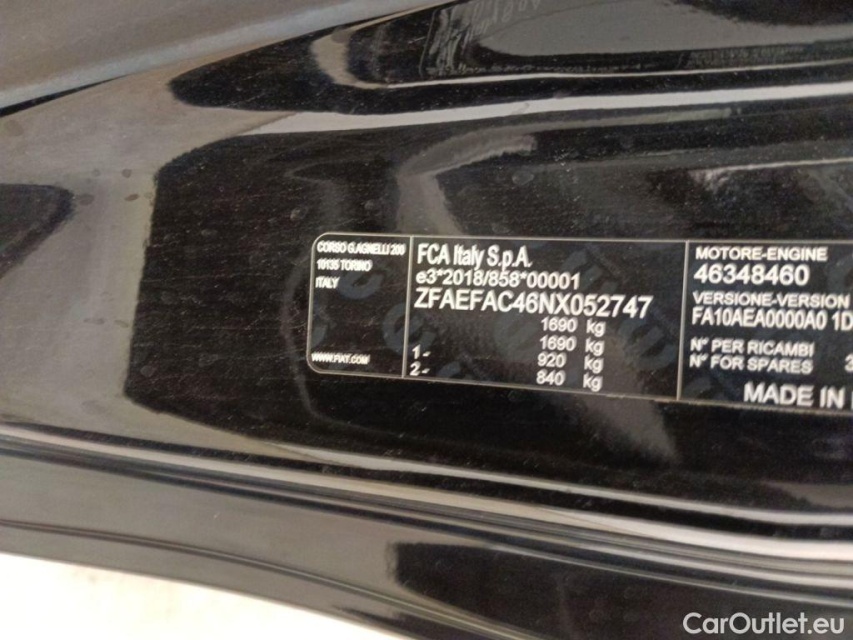 CORSO G.AGNELLI 200
10135 TORINO
ITALY
WWW.FIAT.COM
FCA Italy S.p.A.
e3*2018/858*00001
ZFAEFAC46NX052747
1690 kg
1690 kg
1- 920 kg
2- 840 kg
MOTORE-ENGINE
46348460
VERSIONE-VERSION
FA10AEA0000A0 1D
N° PER RICAMBI
N° FOR SPARES 3
MADE IN
CarOutlet.eu